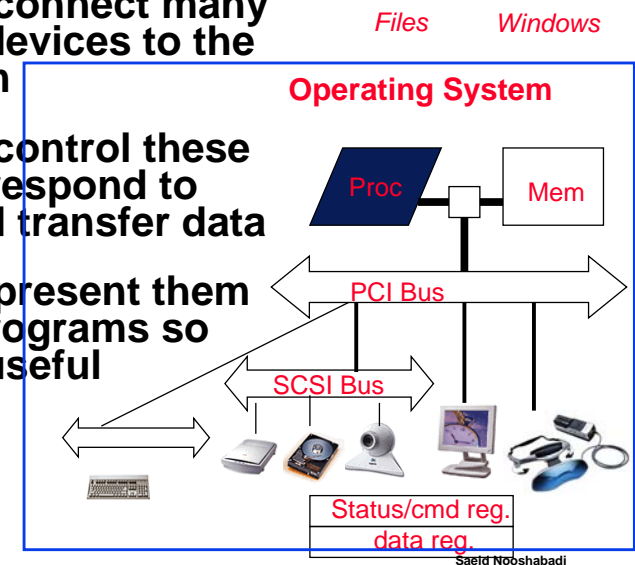 connect many
devices to the
n
control these
respond to
l transfer data
present them
ograms so
useful
Files Windows
Operating System
Proc
Mem
PCI Bus
SCSI Bus
Status/cmd reg.
data reg.
Saeid Nooshabadi